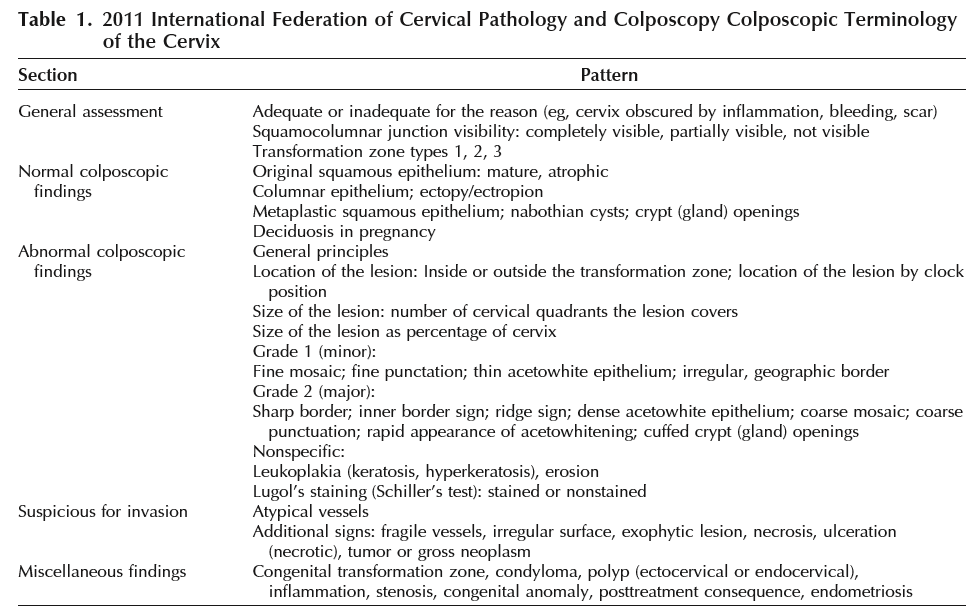 Table 1. 2011 International Federation of Cervical Pathology and Colposcopy Colposcopic Terminology
of the Cervix
Section Pattern
General assessment Adequate or inadequate for the reason (eg, cervix obscured by inflammation, bleeding, scar)
Squamocolumnar junction visibility: completely visible, partially visible, not visible
Transformation zone types 1, 2, 3
Normal colposcopic Original squamous epithelium: mature, atrophic
findings Columnar epithelium; ectopy/ectropion
Metaplastic squamous epithelium; nabothian cysts; crypt (gland) openings
Deciduosis in pregnancy
Abnormal colposcopic General principles
findings Location of the lesion: Inside or outside the transformation zone; location of the lesion by clock
position
Size of the lesion: number of cervical quadrants the lesion covers
Size of the lesion as percentage of cervix
Grade 1 (minor):
Fine mosaic; fine punctation; thin acetowhite epithelium; irregular, geographic border
Grade 2 (major):
Sharp border; inner border sign; ridge sign; dense acetowhite epithelium; coarse mosaic; coarse
punctuation; rapid appearance of acetowhitening; cuffed crypt (gland) openings
Nonspecific:
Leukoplakia (keratosis, hyperkeratosis), erosion
Lugol's staining (Schiller's test): stained or nonstained
Suspicious for invasion Atypical vessels
Additional signs: fragile vessels, irregular surface, exophytic lesion, necrosis, ulceration
(necrotic), tumor or gross neoplasm
Miscellaneous findings Congenital transformation zone, condyloma, polyp (ectocervical or endocervical),
inflammation, stenosis, congenital anomaly, posttreatment consequence, endometriosis